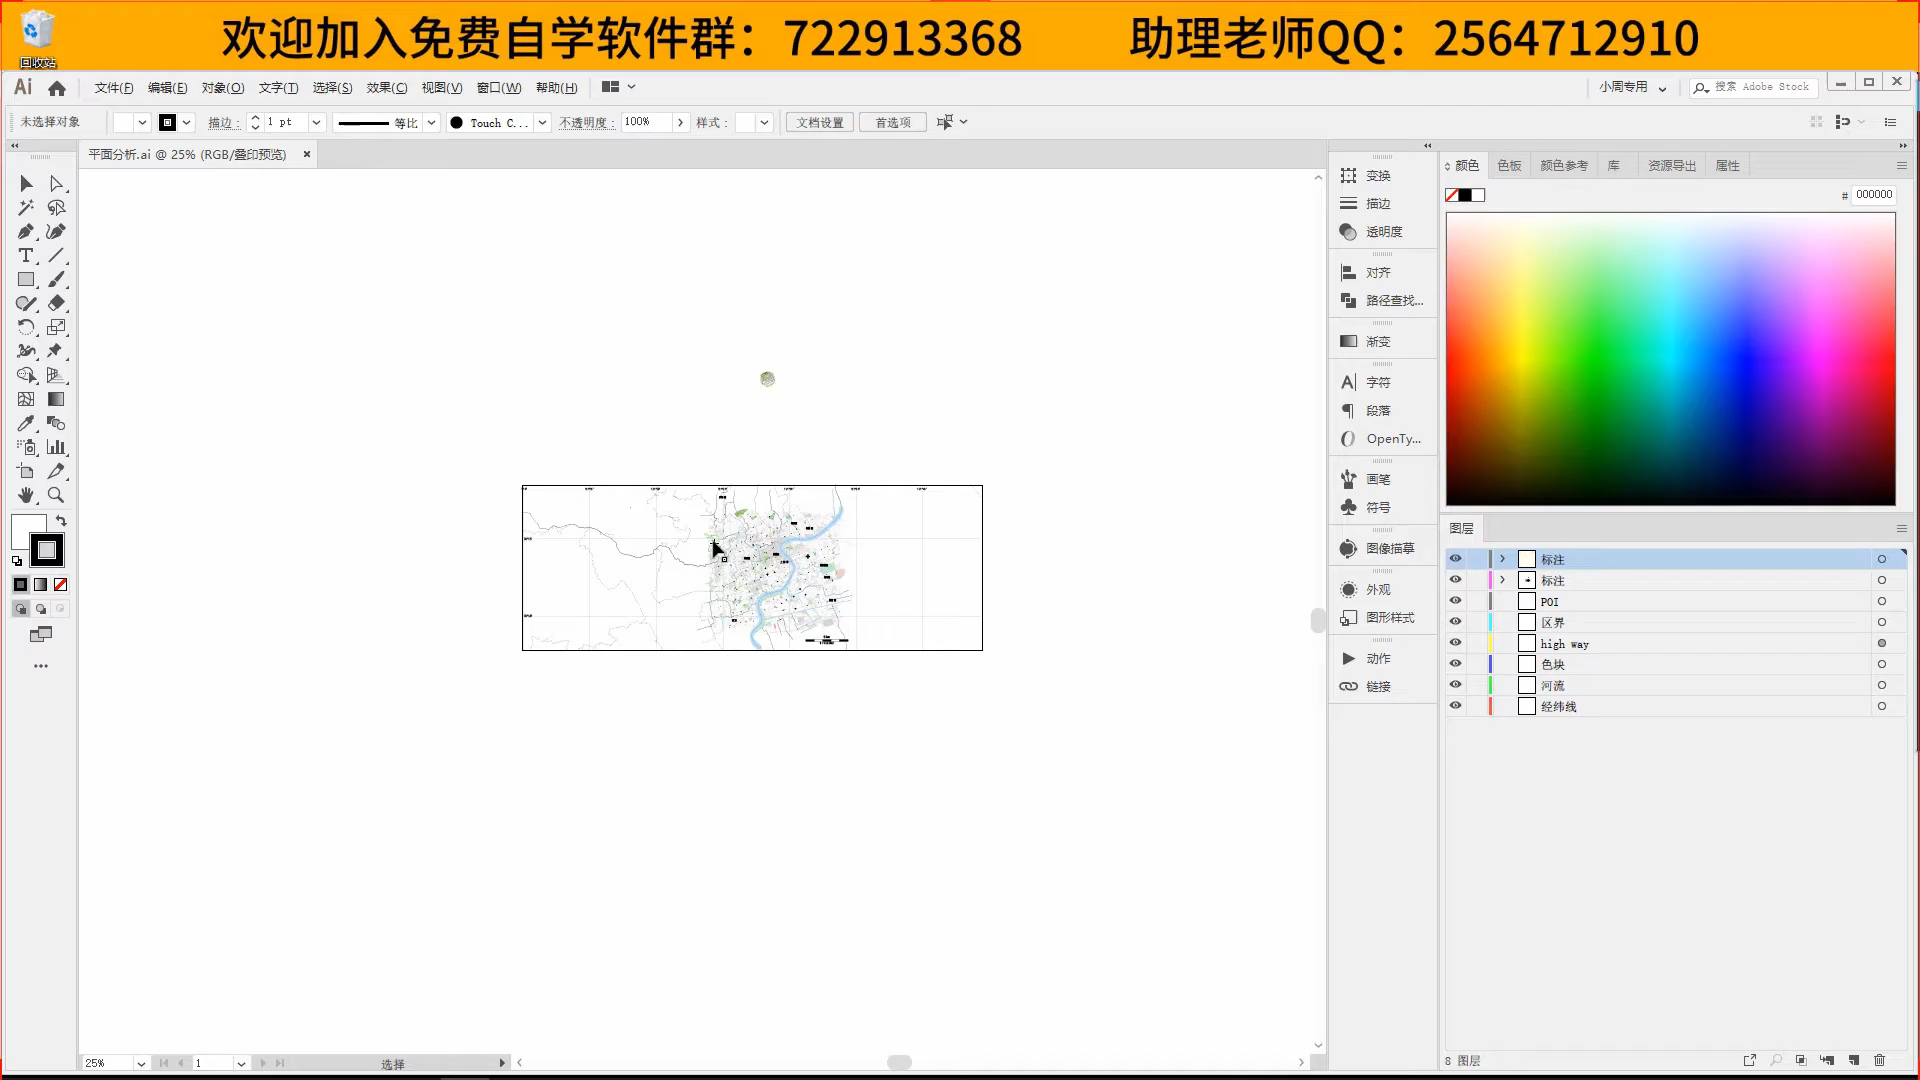 欢迎加入免费自学软件群：722913368 助理老师QQ：2564712910
回收站
Ai 文件(F) 编辑(E) 对象(O) 文字(T) 选择(S) 效果(C) 视图(V) 窗口(W) 帮助(H) 小周专用 搜索 Adobe Stock
未选择对象 描边： 1 pt 等比 Touch C... 不透明度： 100% 样式： 文档设置 首选项
平面分析.ai @ 25% (RGB/叠印预览) ×
变换
描边
透明度
对齐
路径查找...
渐变
字符
段落
OpenTy...
画笔
符号
图像描摹
外观
图形样式
动作
链接
颜色 色板 颜色参考 库 资源导出 属性
# 000000
图层
标注
标注
POI
区界
high way
色块
河流
经纬线
8 图层
25% 1 选择